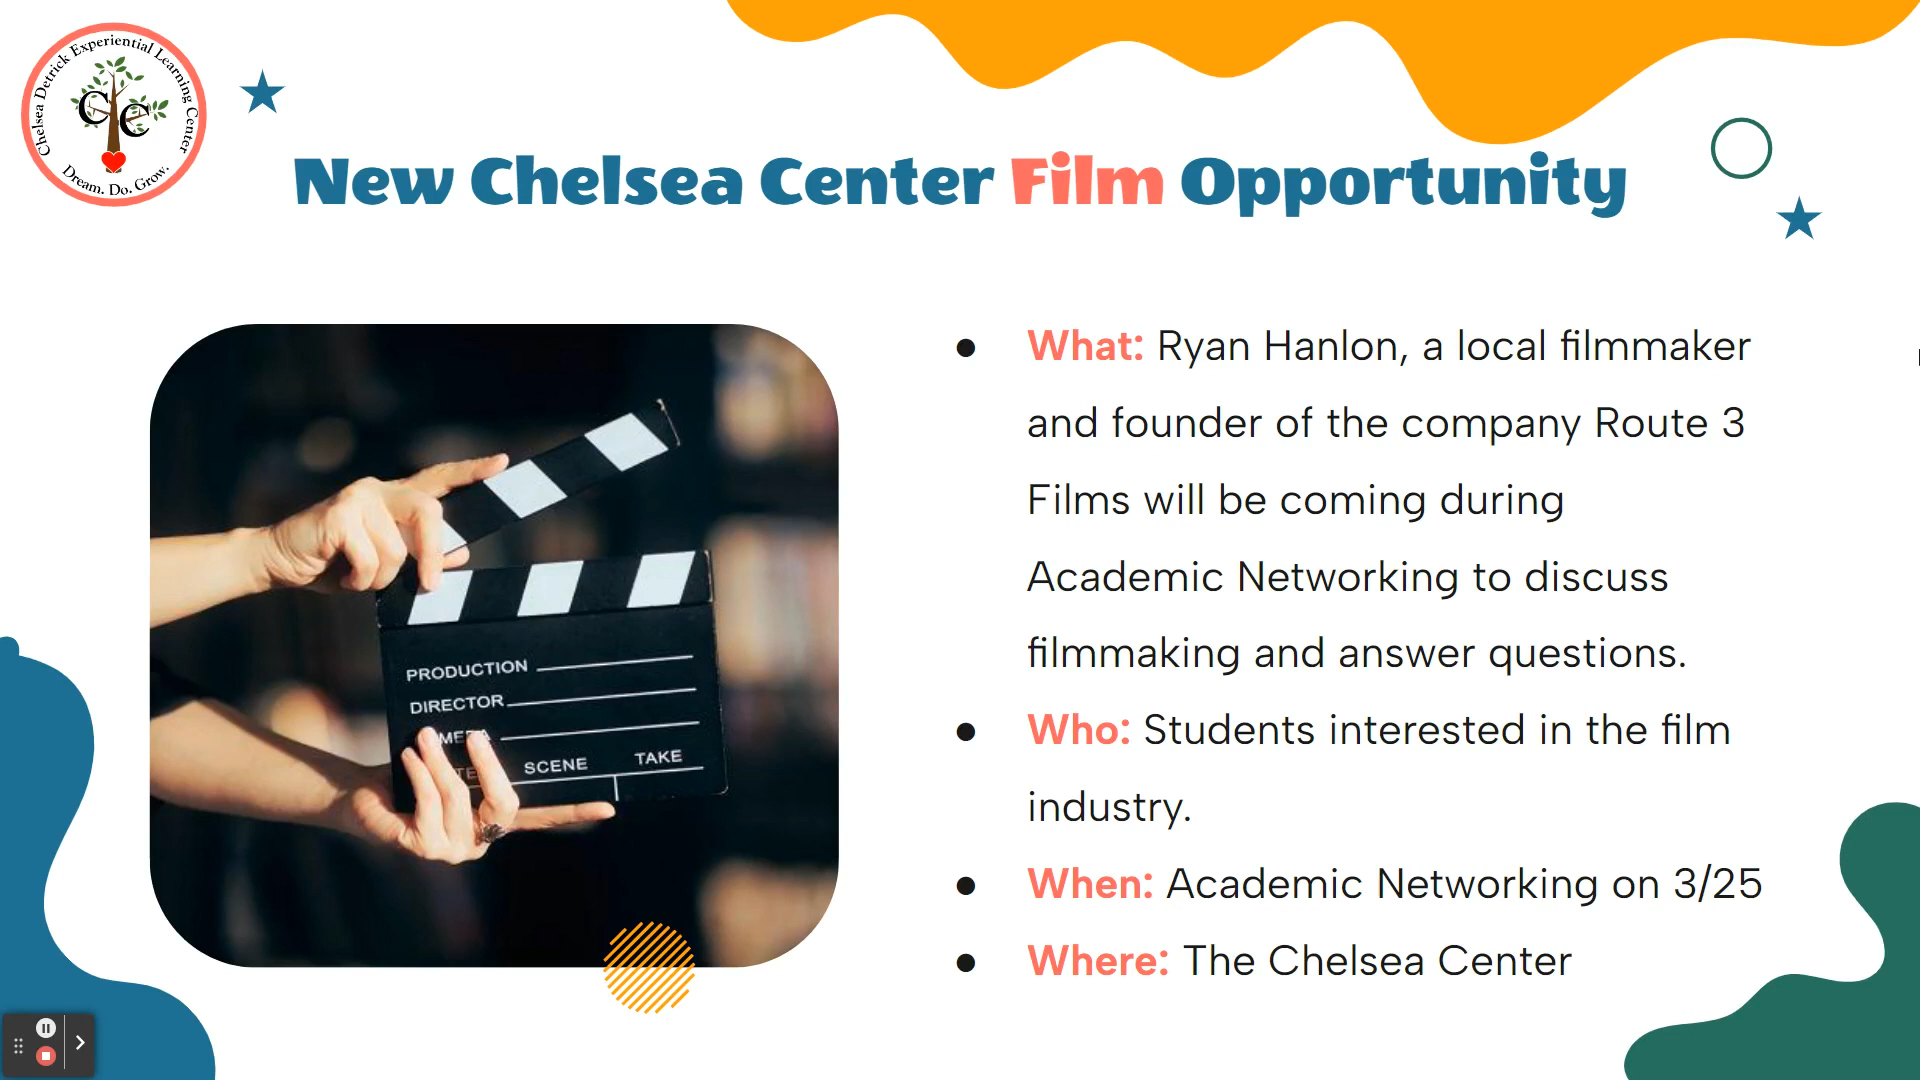 Chelsea Detrick Experiential Learning Center
C C
Dream. Do. Grow.
New Chelsea Center Film Opportunity
PRODUCTION
DIRECTOR
SCENE TAKE
● What: Ryan Hanlon, a local filmmaker
and founder of the company Route 3
Films will be coming during
Academic Networking to discuss
filmmaking and answer questions.
● Who: Students interested in the film
industry.
● When: Academic Networking on 3/25
● Where: The Chelsea Center